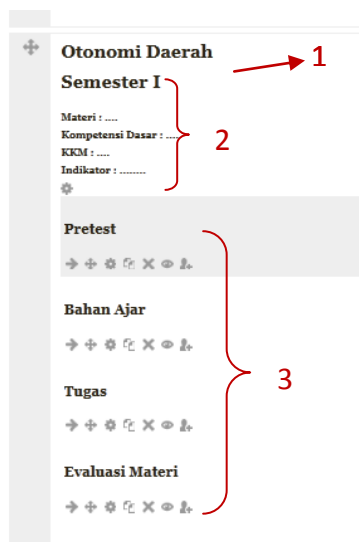 Otonomi Daerah
1
Semester I
Materi : ....
Kompetensi Dasar : ....
2
KKM : ....
Indikator : ........
Pretest
Bahan Ajar
3
Tugas
Evaluasi Materi